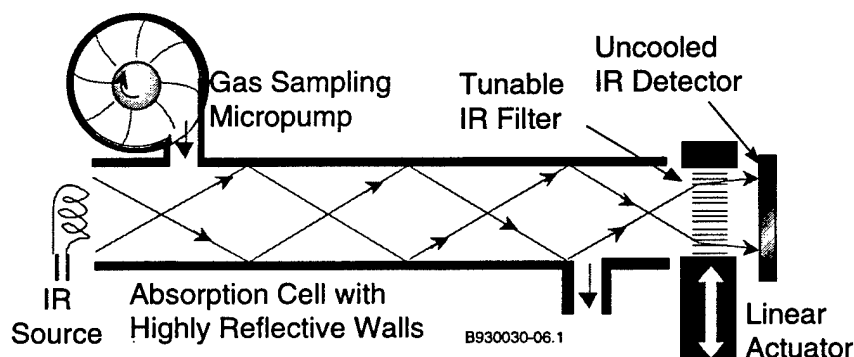 Gas Sampling
Micropump
Tunable
IR Filter
Uncooled
IR Detector
IR
Source
Absorption Cell with
Highly Reflective Walls
B930030-06.1
Linear
Actuator